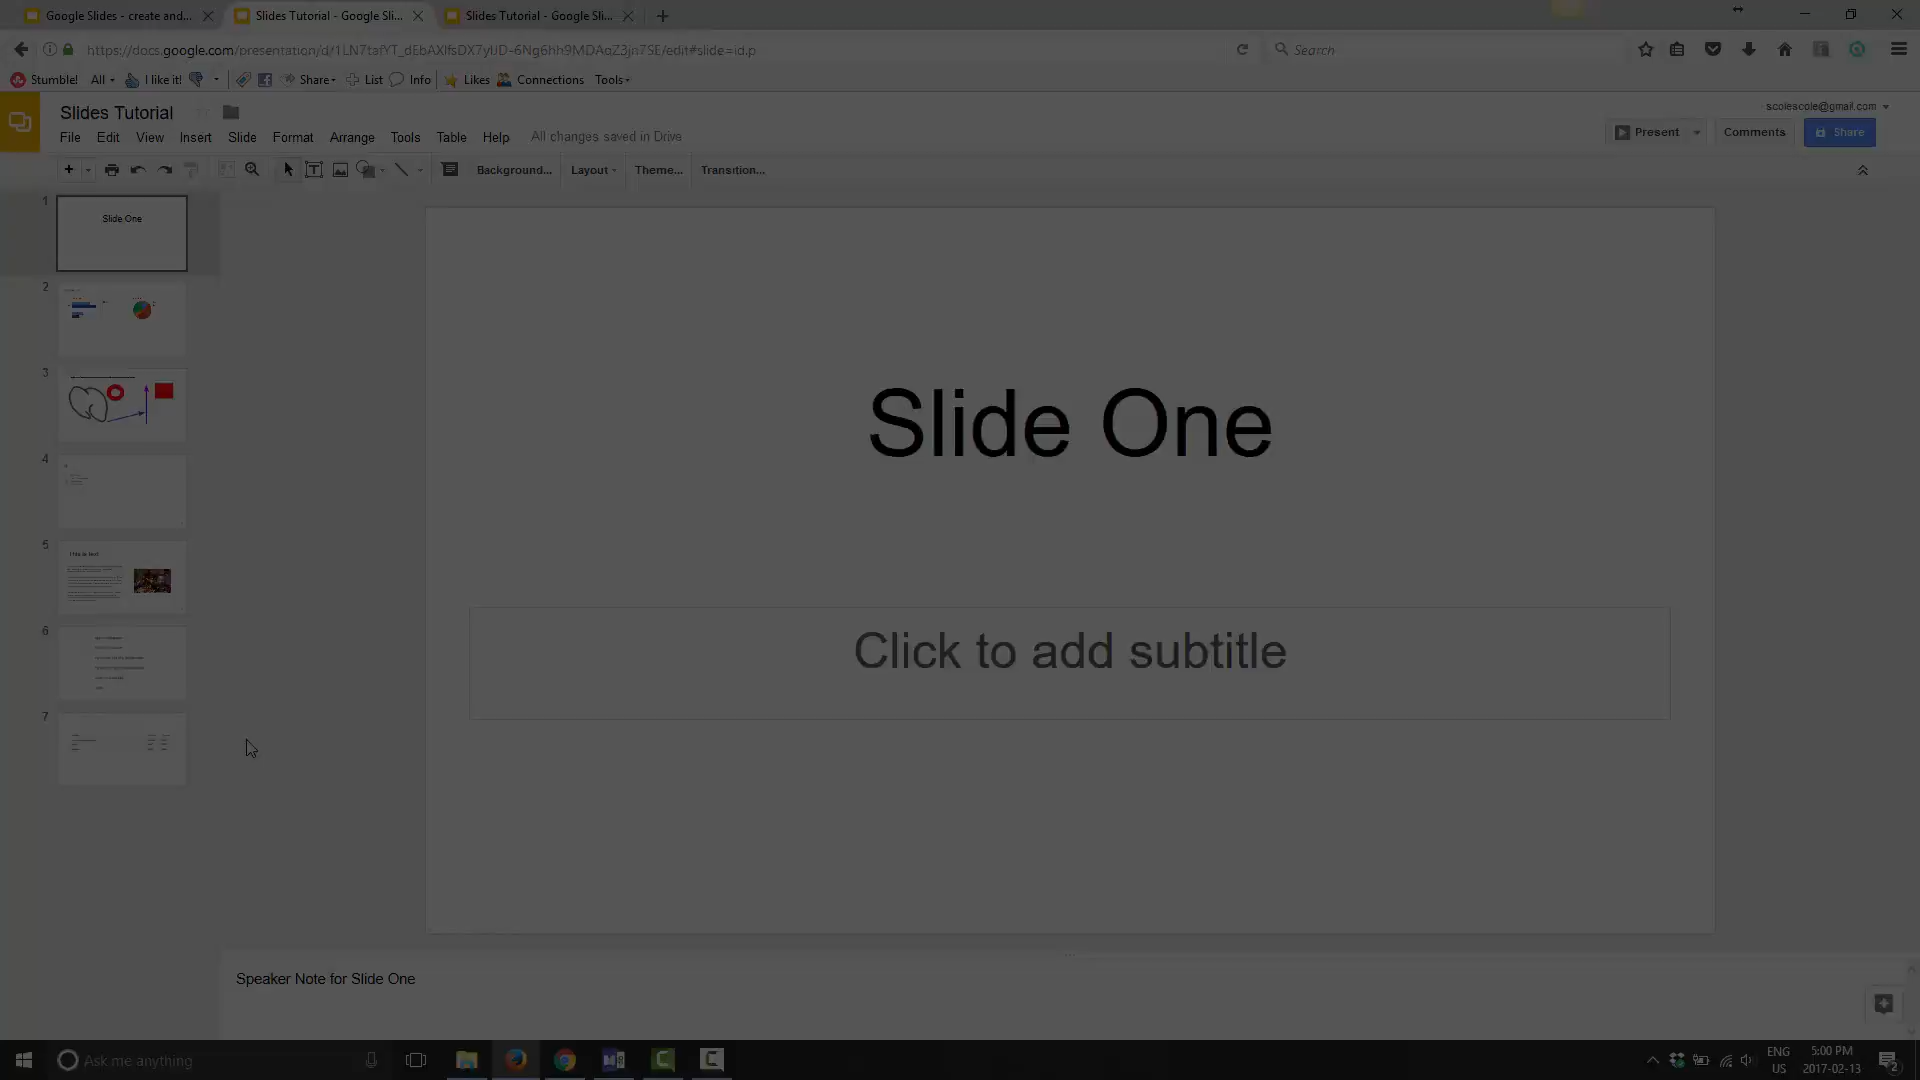 Google Slides - create and...
Slides Tutorial - Google Sli...
Slides Tutorial - Google Sli...
Search
Stumble!
All
I like it!
Share
List
Info
Likes
Connections
Tools
Slides Tutorial
scolescole@gmail.com
File
Edit
View
Insert
Slide
Format
Arrange
Tools
Table
Help
All changes saved in Drive
Present
Comments
Share
Background...
Layout
Theme...
Transition...
1
Slide One
2
3
4
5
This is text
6
7
Slide One
Click to add subtitle
Speaker Note for Slide One
Ask me anything
ENG
US
5:00 PM
2017-02-13
2